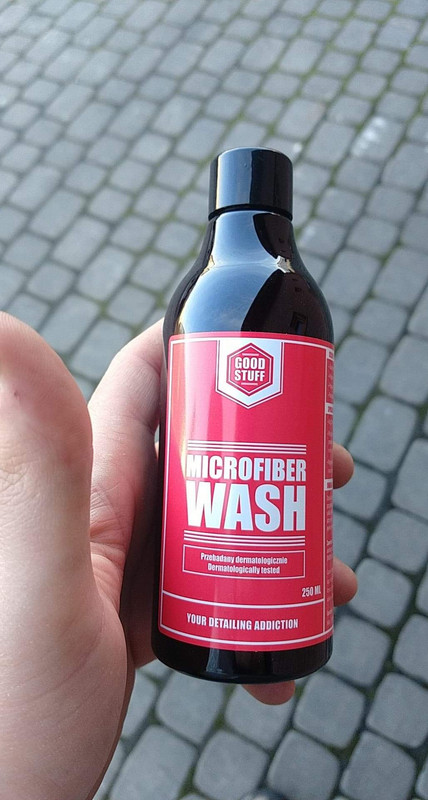 GOOD
STUFF
MICROFIBER
WASH
Przebadany dermatologicznie
Dermatologically tested
250 ML
YOUR DETAILING ADDICTION